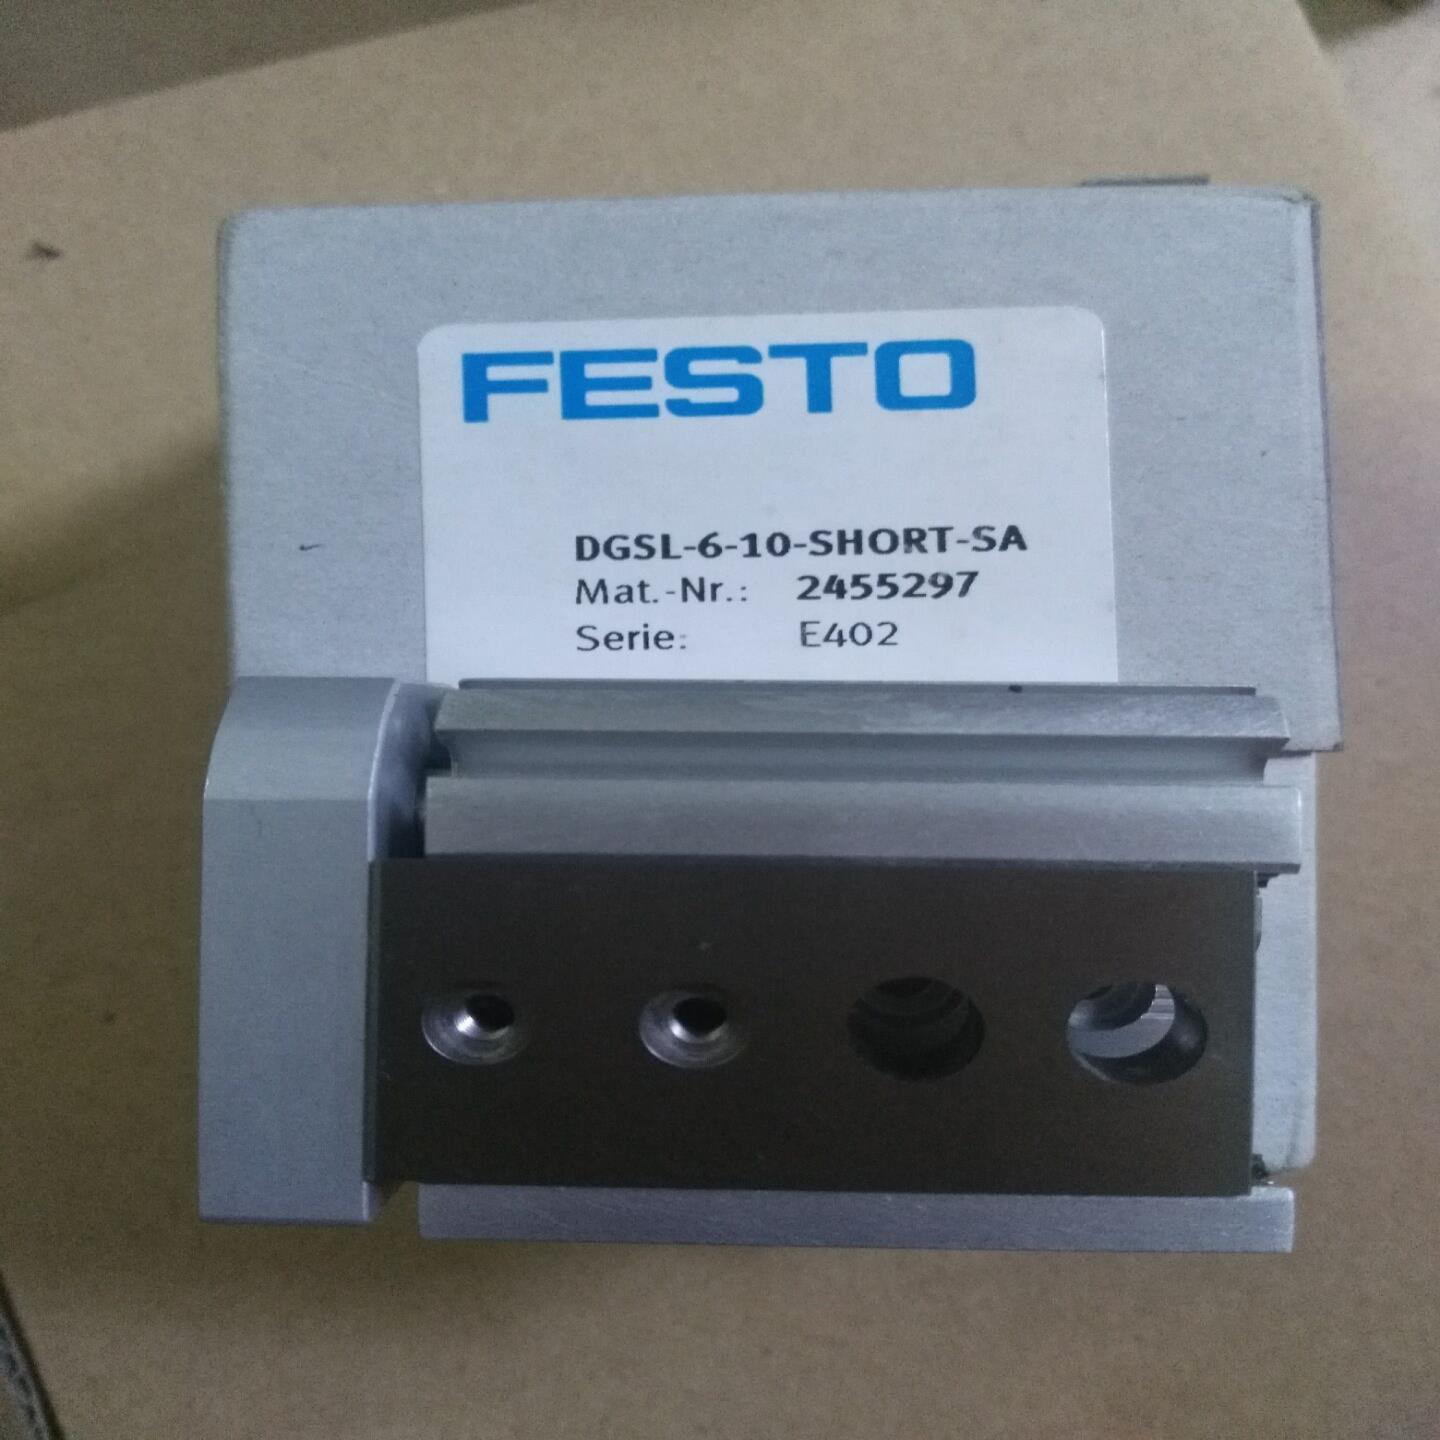 FESTO
DGSL-6-10-SHORT-SA
Mat.-Nr.: 2455297
Serie: E402